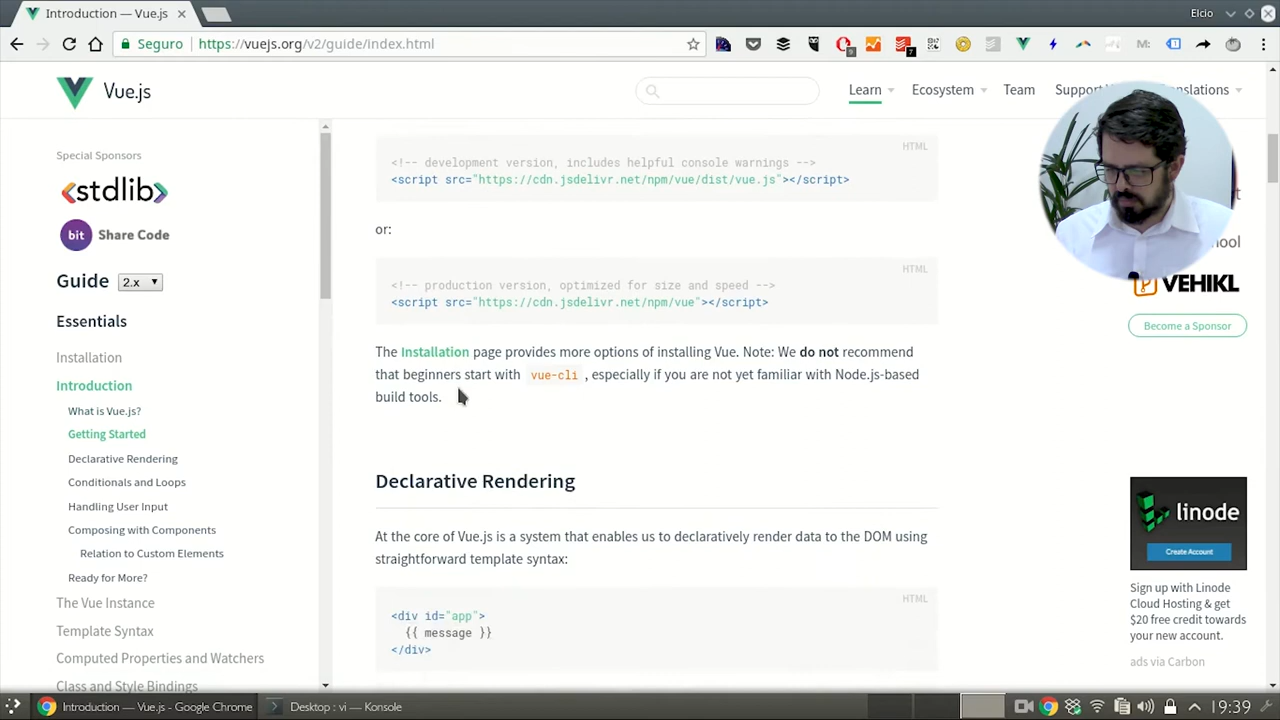 Introduction — Vue.js
Elcio
Seguro
https://vuejs.org/v2/guide/index.html
9
7
M:
Vue.js
Learn
Ecosystem
Team
Support
anslations
Special Sponsors
<stdlib>
bit Share Code
Guide 2.x
Essentials
Installation
Introduction
What is Vue.js?
Getting Started
Declarative Rendering
Conditionals and Loops
Handling User Input
Composing with Components
Relation to Custom Elements
Ready for More?
The Vue Instance
Template Syntax
Computed Properties and Watchers
Class and Style Bindings
HTML
<!-- development version, includes helpful console warnings -->
<script src="https://cdn.jsdelivr.net/npm/vue/dist/vue.js"></script>
or:
HTML
<!-- production version, optimized for size and speed -->
<script src="https://cdn.jsdelivr.net/npm/vue"></script>
The Installation page provides more options of installing Vue. Note: We do not recommend
that beginners start with vue-cli , especially if you are not yet familiar with Node.js-based
build tools.
Declarative Rendering
At the core of Vue.js is a system that enables us to declaratively render data to the DOM using
straightforward template syntax:
HTML
<div id="app">
{{ message }}
</div>
ool
VEHIKL
Become a Sponsor
linode
Create Account
Sign up with Linode
Cloud Hosting & get
$20 free credit towards
your new account.
ads via Carbon
Introduction — Vue.js - Google Chrome
Desktop : vi — Konsole
19:39